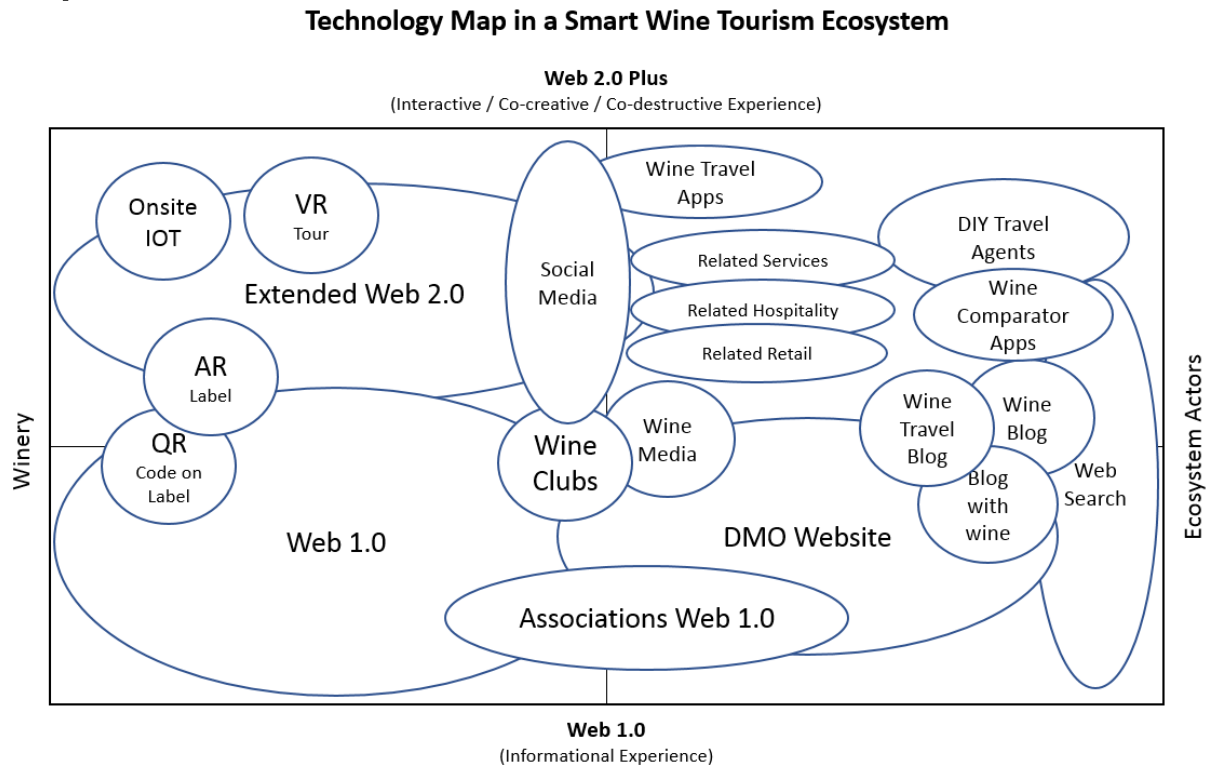 Technology Map in a Smart Wine Tourism Ecosystem
Web 2.0 Plus
(Interactive / Co-creative / Co-destructive Experience)
Onsite
IOT
VR
Tour
Extended Web 2.0
AR
Label
QR
Code on
Label
Social
Media
Wine Travel
Apps
Related Services
Related Hospitality
Related Retail
DIY Travel
Agents
Wine
Comparator
Apps
Wine
Clubs
Wine
Media
Wine
Travel
Blog
Wine
Blog
Blog
with
wine
Web
Search
Web 1.0
DMO Website
Associations Web 1.0
Winery
Ecosystem Actors
Web 1.0
(Informational Experience)